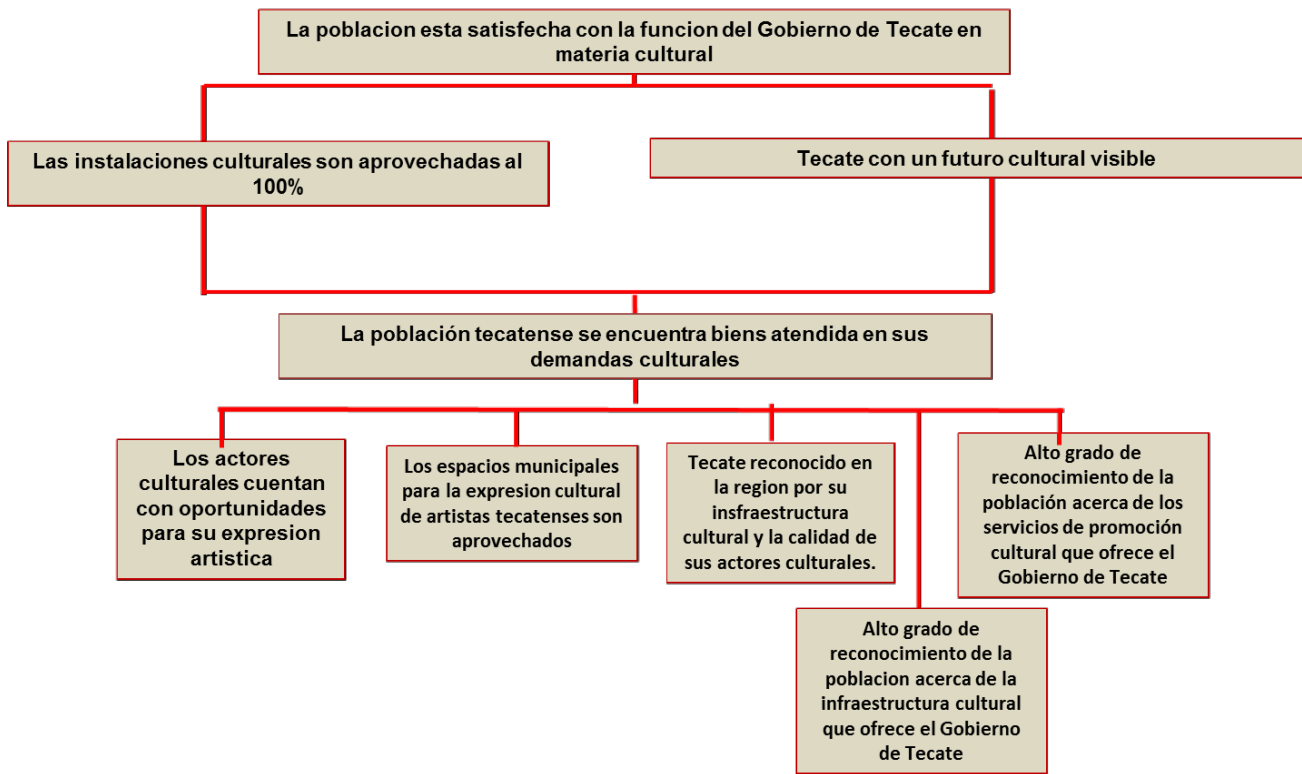 La poblacion esta satisfecha con la funcion del Gobierno de Tecate en
materia cultural
Las instalaciones culturales son aprovechadas al
100%
Tecate con un futuro cultural visible
La población tecatense se encuentra biens atendida en sus
demandas culturales
Los actores
culturales cuentan
con oportunidades
para su expresion
artistica
Los espacios municipales
para la expresion cultural
de artistas tecatenses son
aprovechados
Tecate reconocido en
la region por su
insfraestructura
cultural y la calidad de
sus actores culturales.
Alto grado de
reconocimiento de la
población acerca de los
servicios de promoción
cultural que ofrece el
Gobierno de Tecate
Alto grado de
reconocimiento de la
poblacion acerca de la
infraestructura cultural
que ofrece el Gobierno
de Tecate